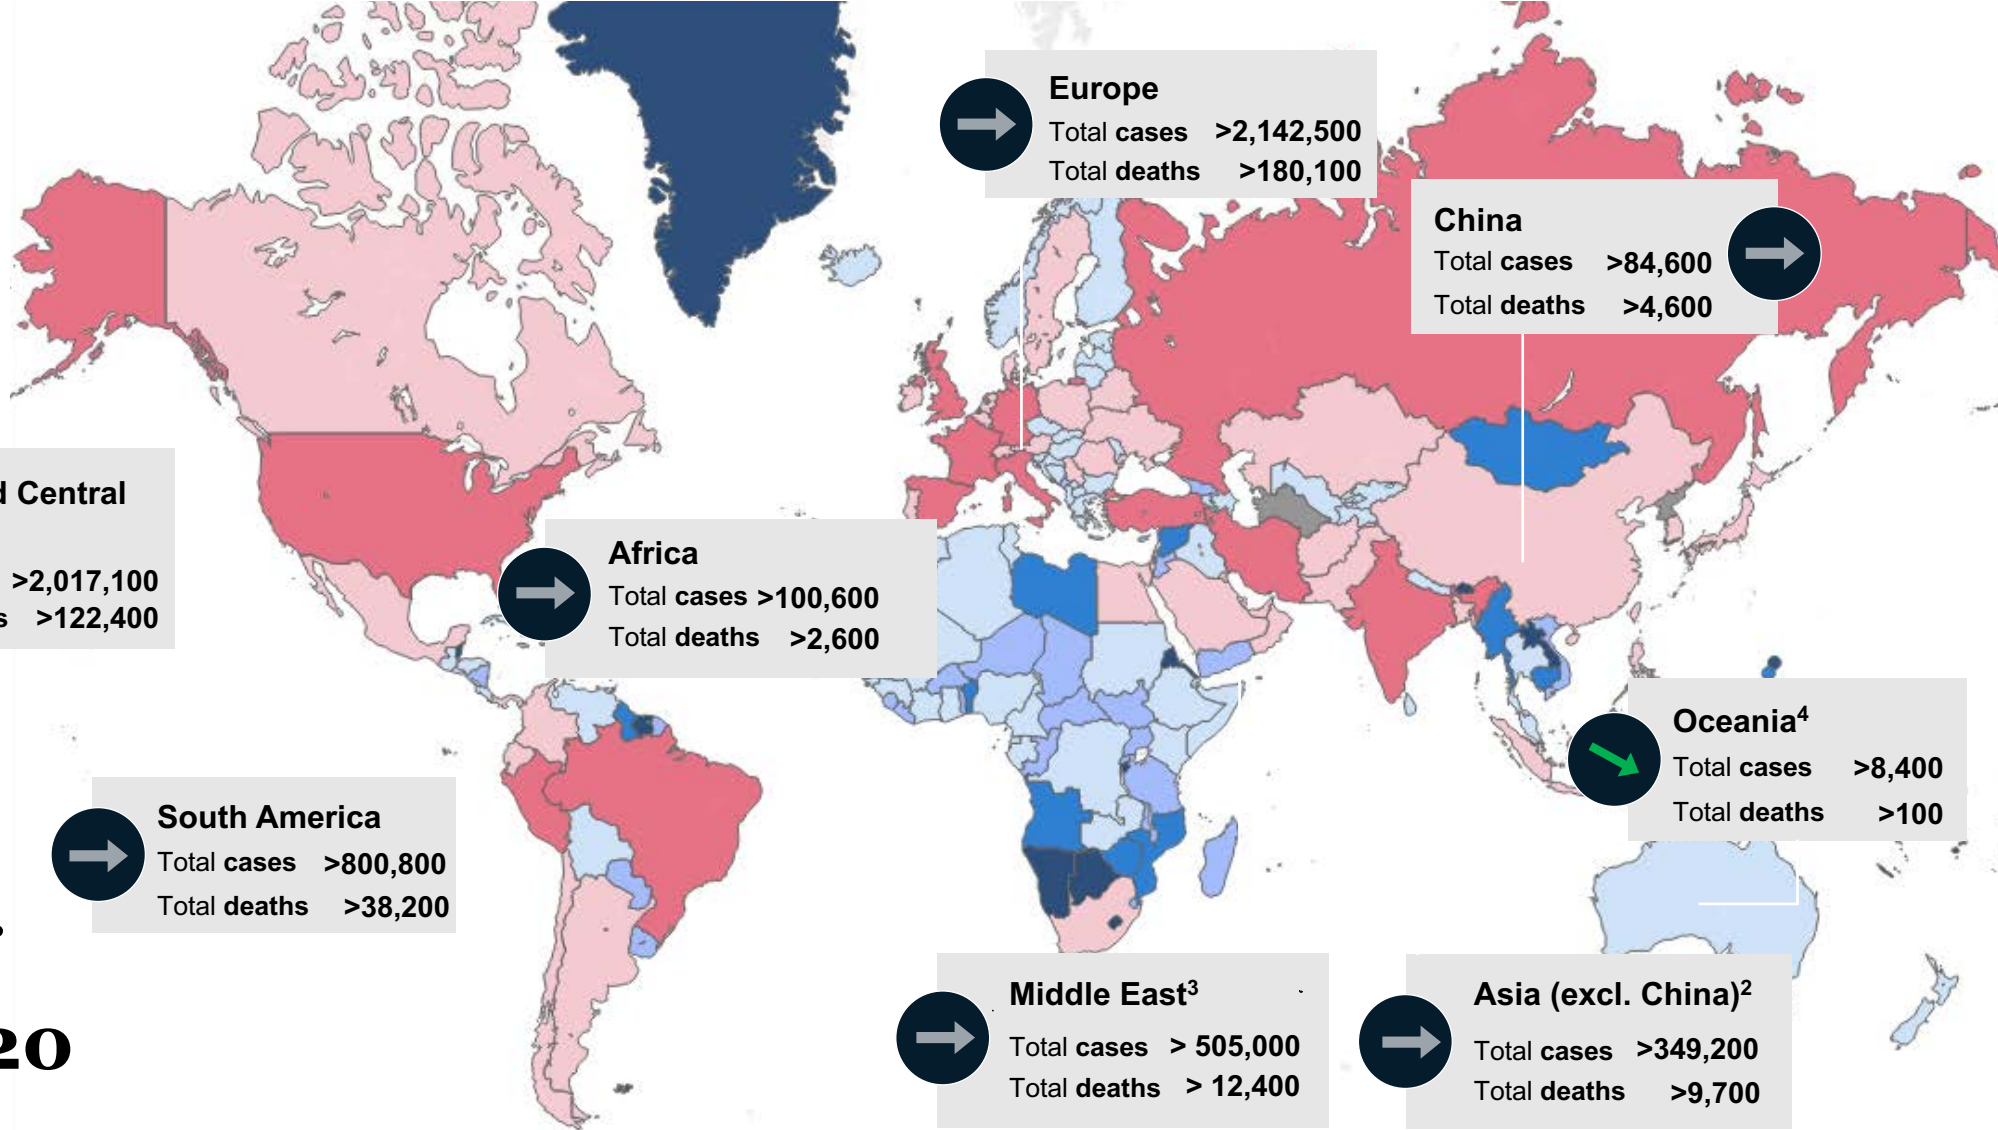 Europe
Total cases >2,142,500
Total deaths >180,100
China
Total cases >84,600
Total deaths >4,600
Central
>2,017,100
>122,400
Africa
Total cases >100,600
Total deaths >2,600
Oceania4
Total cases >8,400
Total deaths >100
South America
Total cases >800,800
Total deaths >38,200
Middle East3
Total cases > 505,000
Total deaths > 12,400
Asia (excl. China)2
Total cases >349,200
Total deaths >9,700
20